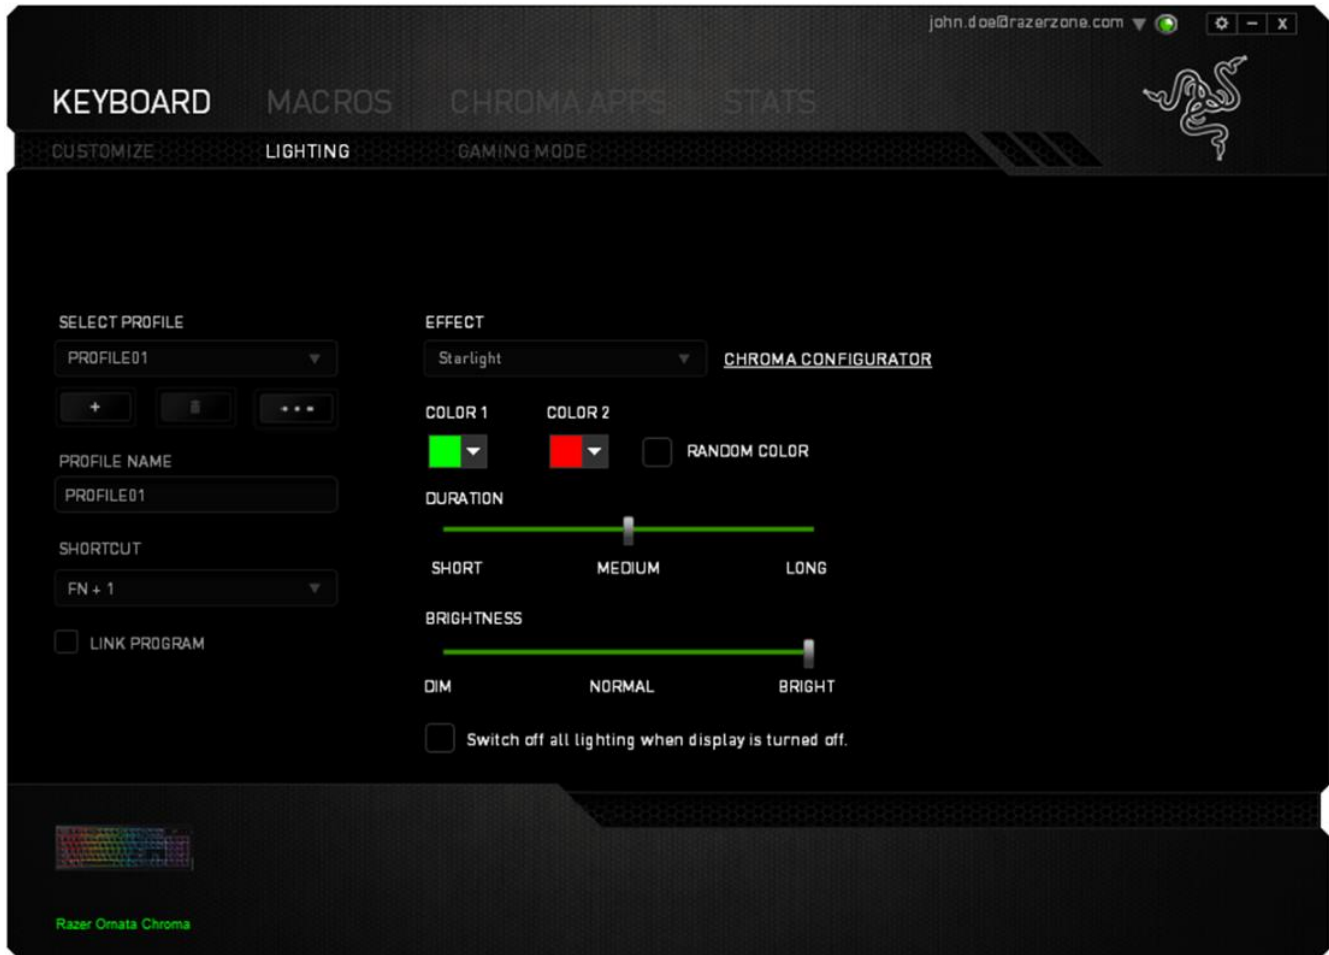 john.doe@razerzone.com
KEYBOARD MACROS CHROMA APPS STATS
CUSTOMIZE LIGHTING GAMING MODE
SELECT PROFILE
PROFILE01
PROFILE NAME
PROFILE01
SHORTCUT
FN + 1
LINK PROGRAM
EFFECT
Starlight
CHROMA CONFIGURATOR
COLOR 1 COLOR 2
RANDOM COLOR
DURATION
SHORT MEDIUM LONG
BRIGHTNESS
DIM NORMAL BRIGHT
Switch off all lighting when display is turned off.
Razer Ornata Chroma